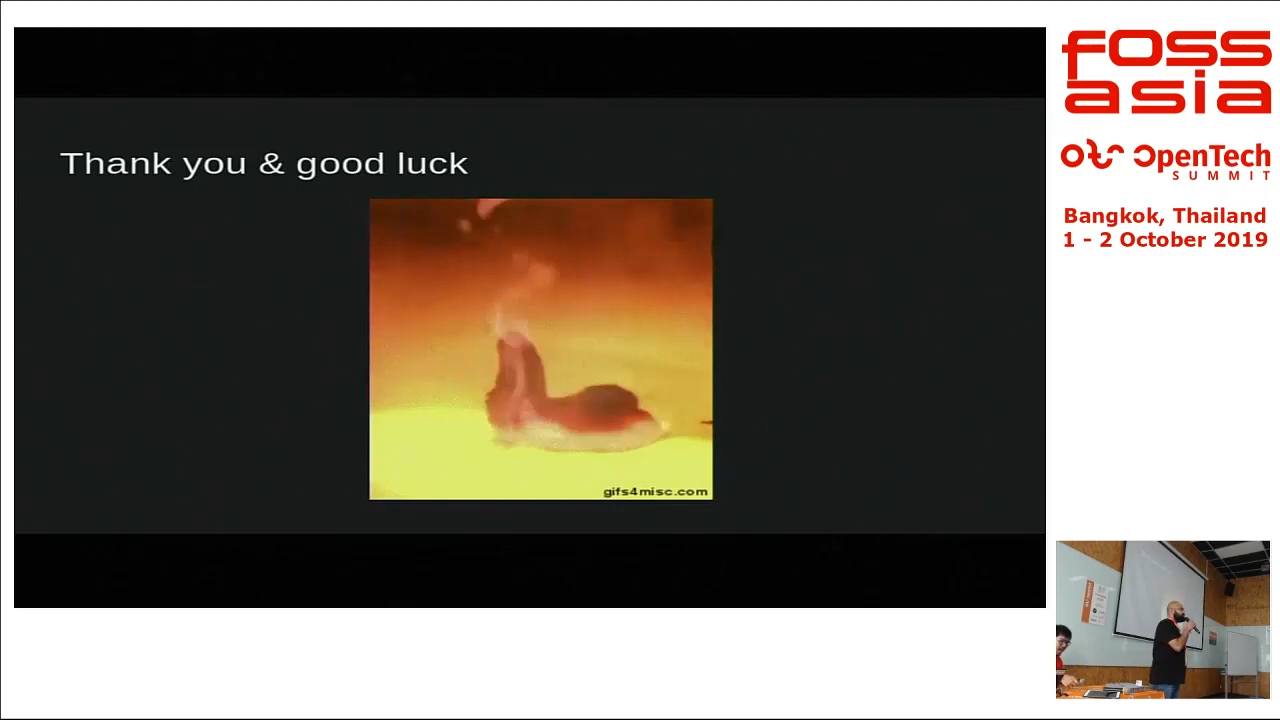 Thank you & good luck
gifs4misc.com
foss
asia
OpenTech
SUMMIT
Bangkok, Thailand
1 - 2 October 2019